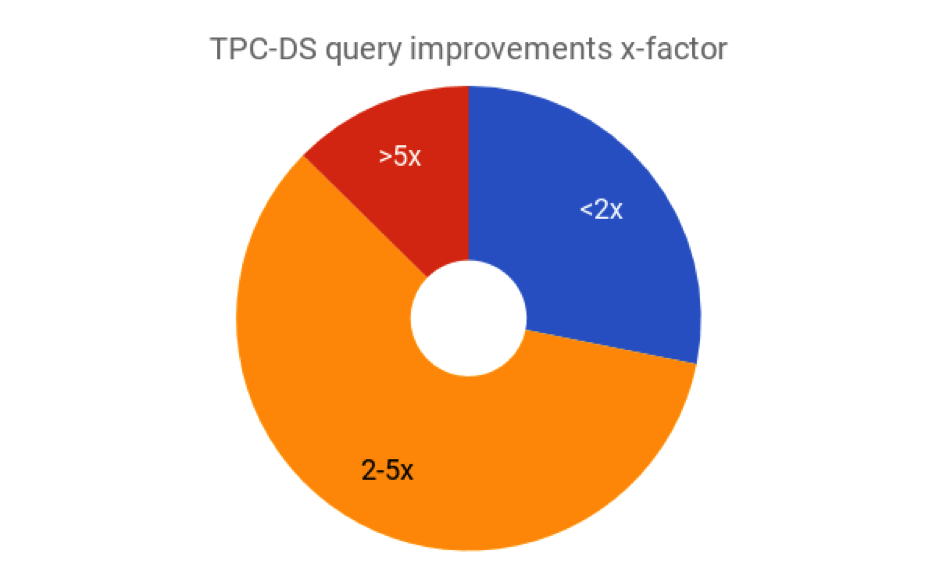 TPC-DS query improvements x-factor
>5x
<2x
2-5x